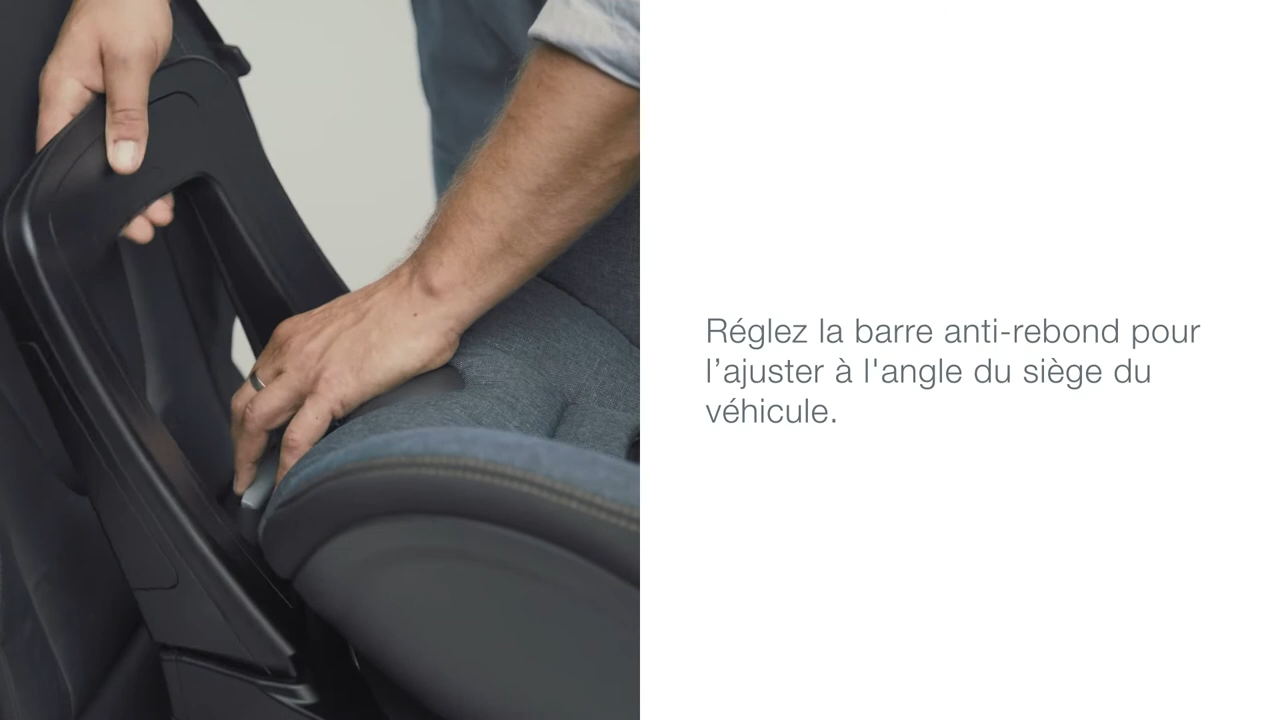 Réglez la barre anti-rebond pour
l’ajuster à l'angle du siège du
véhicule.